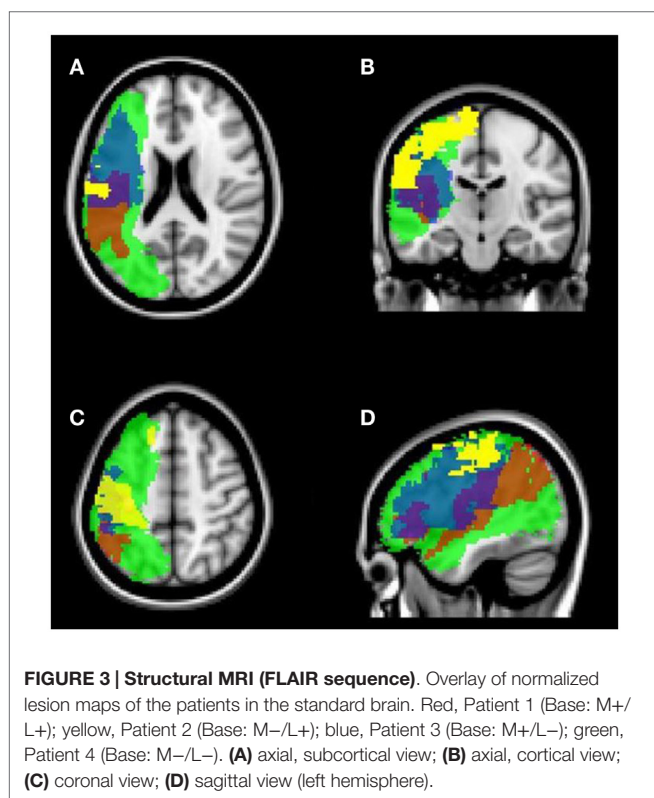 A
B
C
D
FIGURE 3 | Structural MRI (FLAIR sequence). Overlay of normalized
lesion maps of the patients in the standard brain. Red, Patient 1 (Base: M+/
L+); yellow, Patient 2 (Base: M−/L+); blue, Patient 3 (Base: M+/L−); green,
Patient 4 (Base: M−/L−). (A) axial, subcortical view; (B) axial, cortical view;
(C) coronal view; (D) sagittal view (left hemisphere).